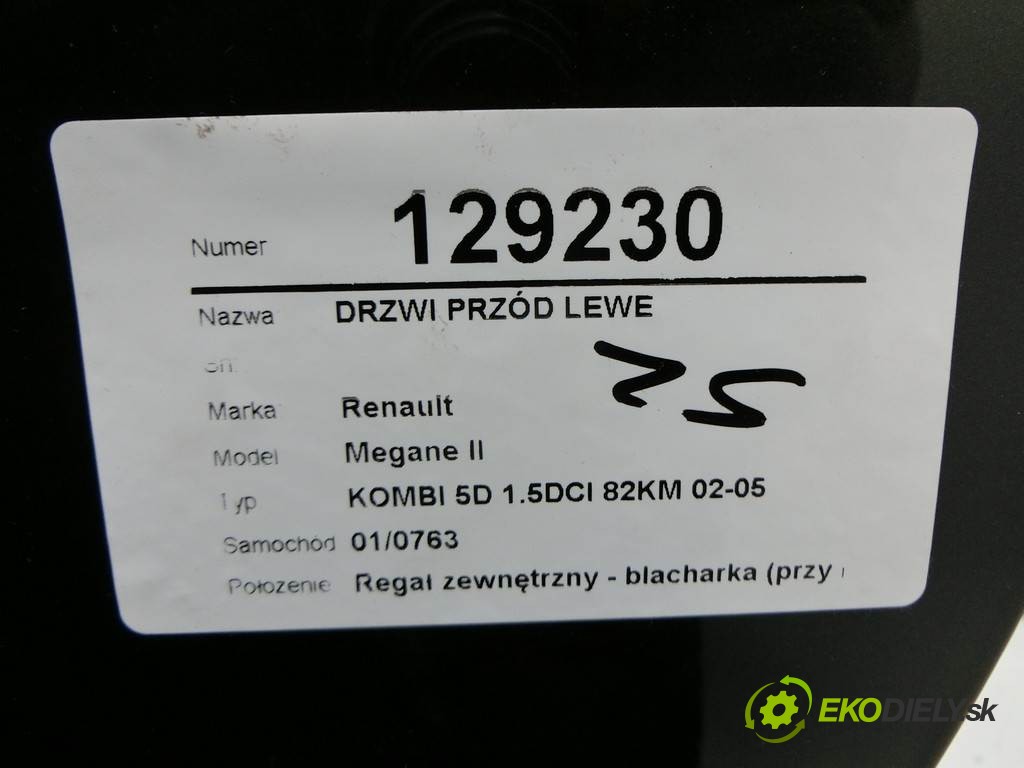 Numer 129230
Nazwa DRZWI PRZÓD LEWE
Marka Renault
Model Megane II
Typ KOMBI 5D 1.5DCI 82KM 02-05
Samochód 01/0763
Położenie Regał zewnętrzny - blacharka (przy
EKODIELY.sk